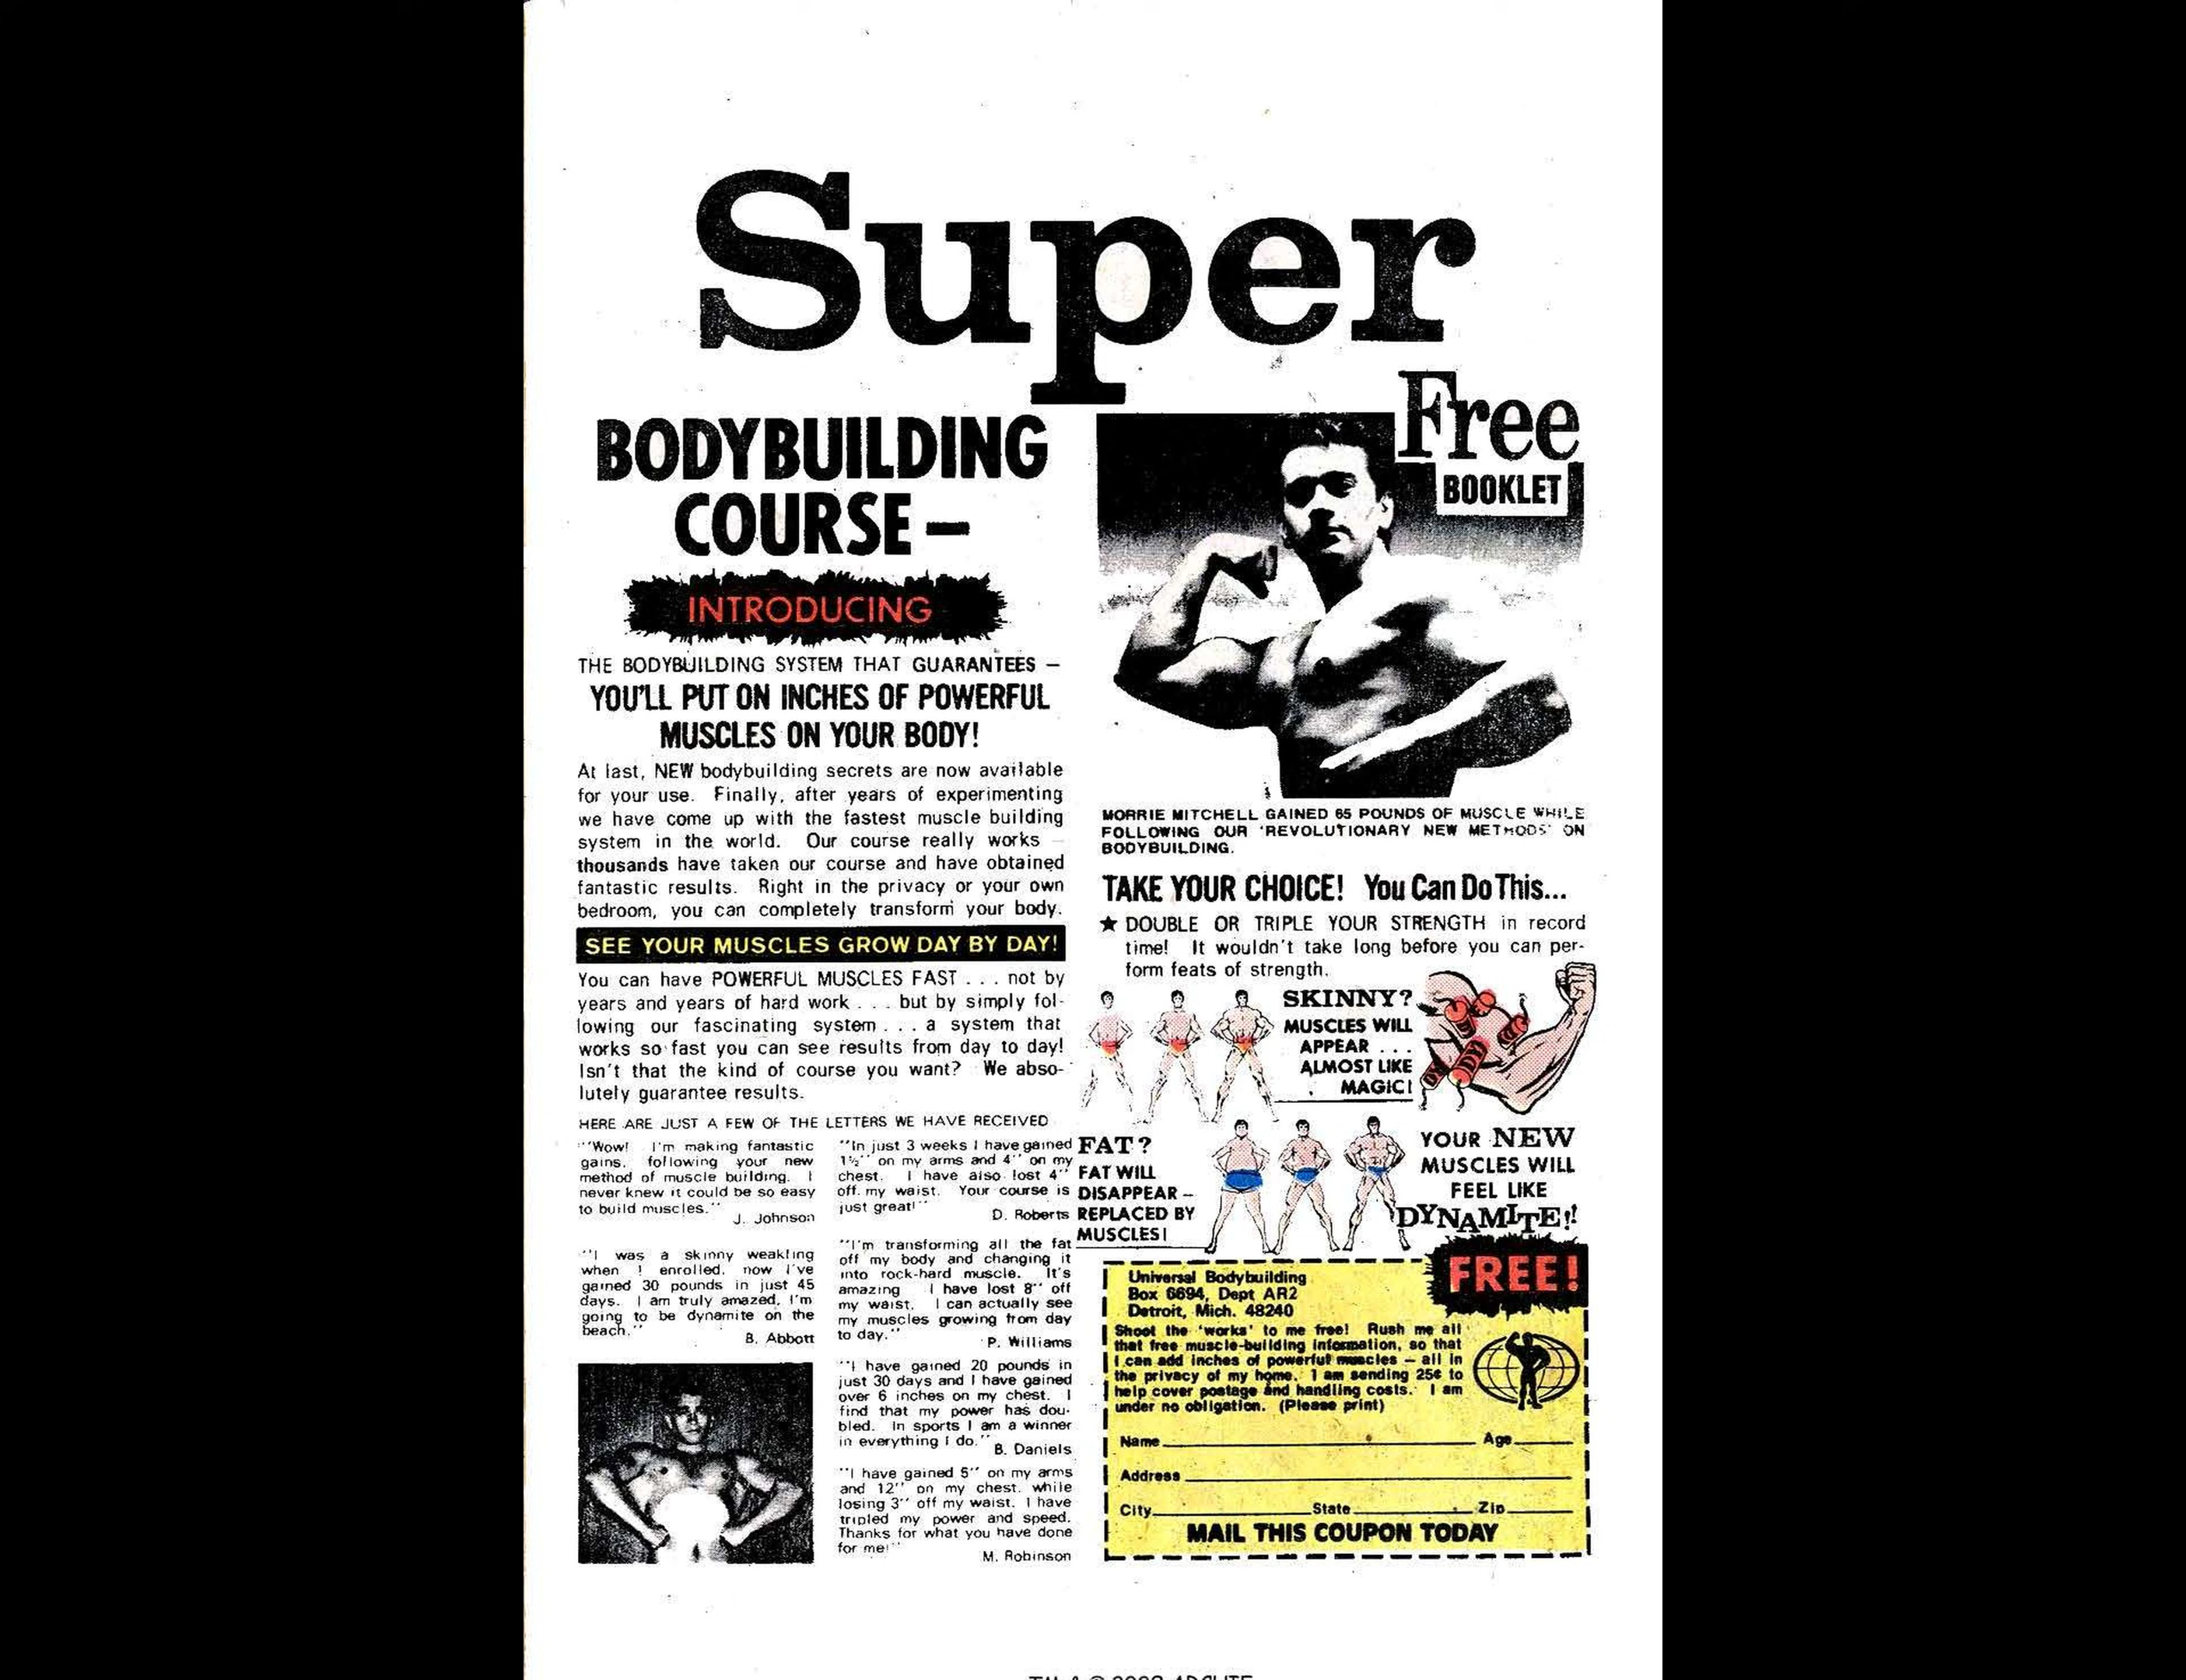 Super
BODYBUILDING
COURSE –
INTRODUCING
THE BODYBUILDING SYSTEM THAT GUARANTEES –
YOU'LL PUT ON INCHES OF POWERFUL
MUSCLES ON YOUR BODY!
At last, NEW bodybuilding secrets are now available
for your use. Finally, after years of experimenting
we have come up with the fastest muscle building
system in the world. Our course really works –
thousands have taken our course and have obtained
fantastic results. Right in the privacy or your own
bedroom, you can completely transform your body.
SEE YOUR MUSCLES GROW DAY BY DAY!
You can have POWERFUL MUSCLES FAST . . . not by
years and years of hard work . . . but by simply fol-
lowing our fascinating system . . . a system that
works so fast you can see results from day to day!
Isn't that the kind of course you want? We abso-
lutely guarantee results.
HERE ARE JUST A FEW OF THE LETTERS WE HAVE RECEIVED
"Wow! I'm making fantastic
gains, following your new
method of muscle building. I
never knew it could be so easy
to build muscles."
J. Johnson
"I was a skinny weakling
when I enrolled, now I've
gained 30 pounds in just 45
days. I am truly amazed, I'm
going to be dynamite on the
beach."
B. Abbott
"In just 3 weeks I have gained
1½" on my arms and 4" on my
chest. I have also lost 4"
off my waist. Your course is
just great!"
D. Roberts
"I'm transforming all the fat
off my body and changing it
into rock-hard muscle. It's
amazing I have lost 8" off
my waist. I can actually see
my muscles growing from day
to day."
P. Williams
"I have gained 20 pounds in
just 30 days and I have gained
over 6 inches on my chest. I
find that my power has dou-
bled. In sports I am a winner
in everything I do."
B. Daniels
"I have gained 5" on my arms
and 12" on my chest, while
losing 3" off my waist. I have
tripled my power and speed.
Thanks for what you have done
for me!"
M. Robinson
Free
BOOKLET
MORRIE MITCHELL GAINED 65 POUNDS OF MUSCLE WHILE
FOLLOWING OUR 'REVOLUTIONARY NEW METHODS' ON
BODYBUILDING.
TAKE YOUR CHOICE! You Can Do This...
★ DOUBLE OR TRIPLE YOUR STRENGTH in record
time! It wouldn't take long before you can per-
form feats of strength.
SKINNY?
MUSCLES WILL
APPEAR . . .
ALMOST LIKE
MAGIC!
FAT?
FAT WILL
DISAPPEAR –
REPLACED BY
MUSCLES!
YOUR NEW
MUSCLES WILL
FEEL LIKE
DYNAMITE!!
FREE!
Universal Bodybuilding
Box 6694, Dept AR2
Detroit, Mich. 48240
Shoot the 'works' to me free! Rush me all
that free muscle-building information, so that
I can add inches of powerful muscles – all in
the privacy of my home. I am sending 25¢ to
help cover postage and handling costs. I am
under no obligation. (Please print)
Name Age
Address
City State Zip
MAIL THIS COUPON TODAY